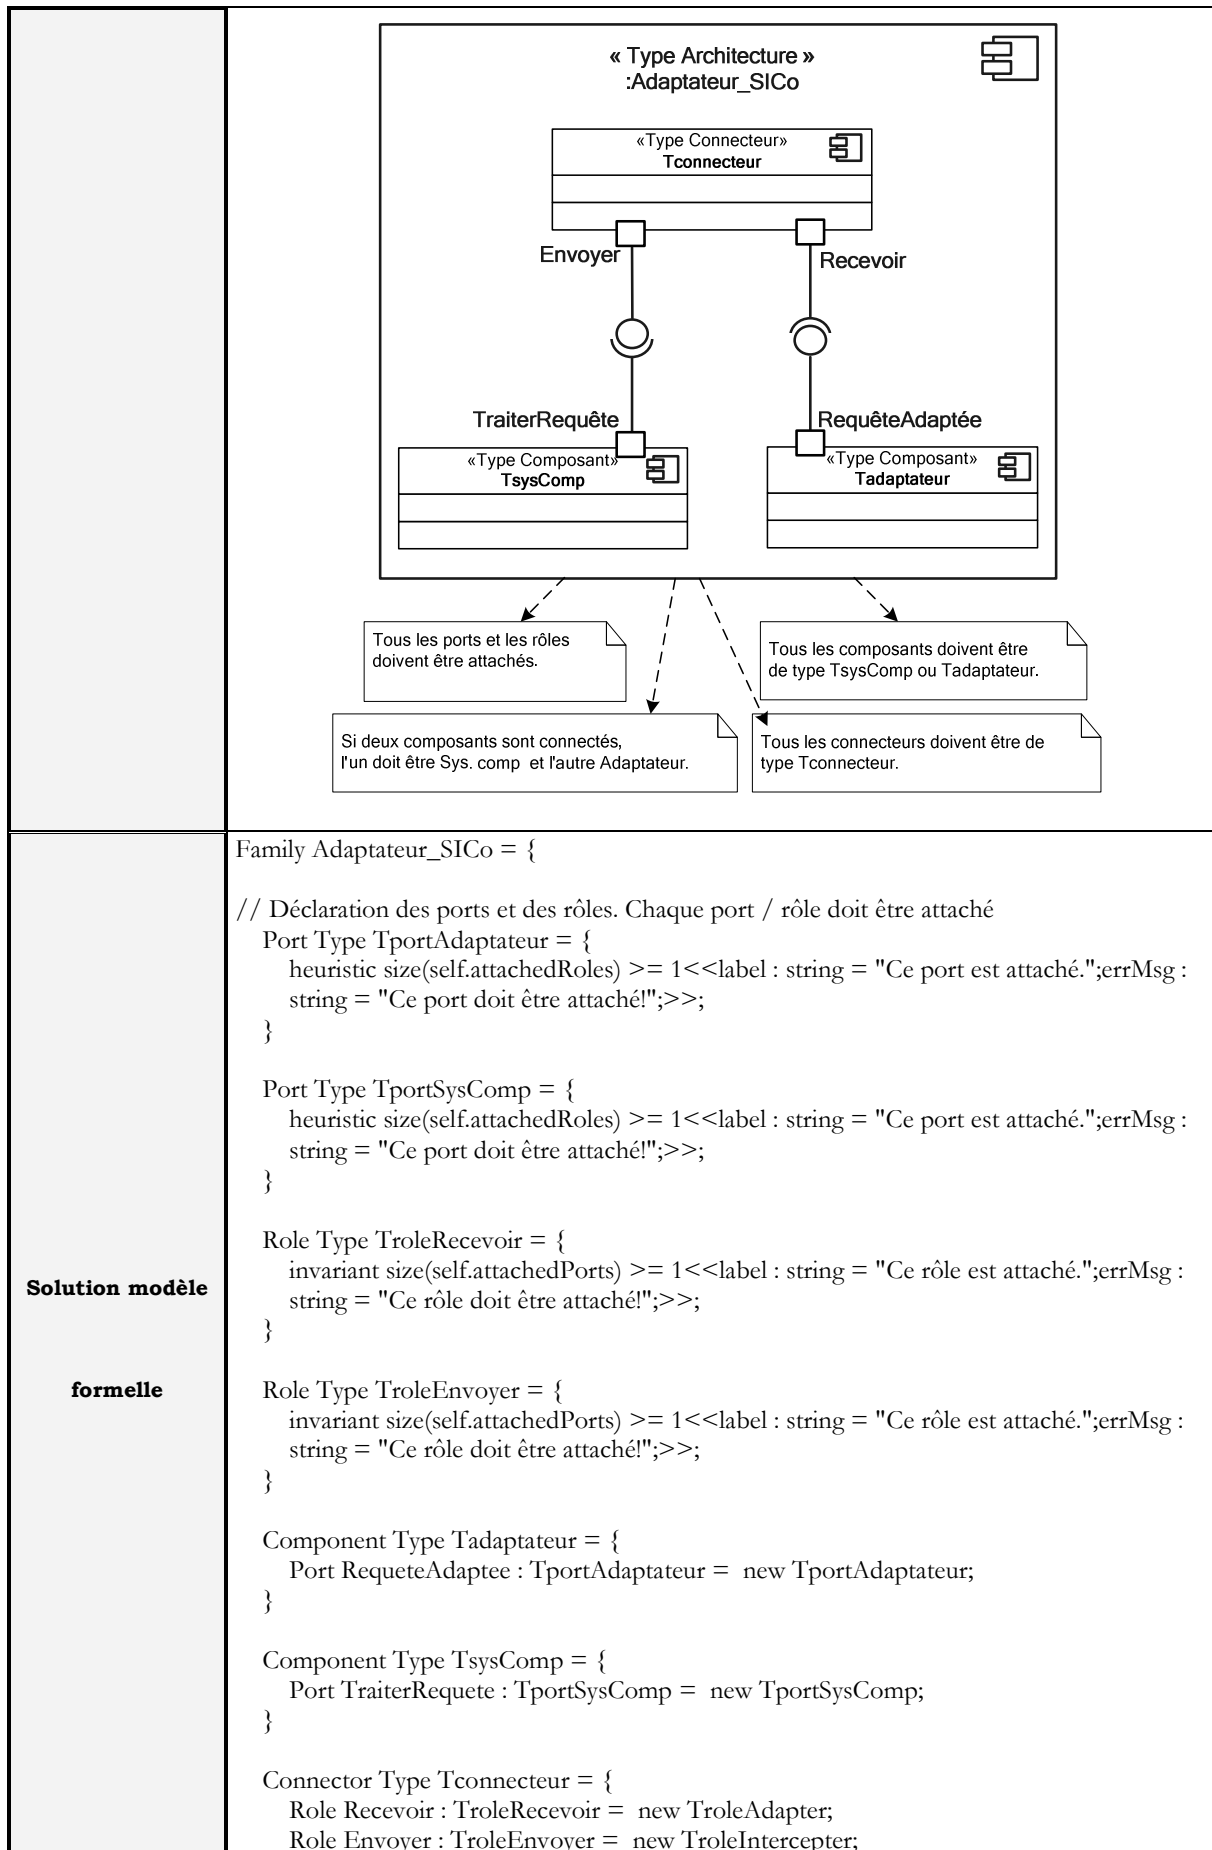 « Type Architecture »
:Adaptateur_SICo
«Type Connecteur»
Tconnecteur
Envoyer
Recevoir
TraiterRequête
RequêteAdaptée
«Type Composant»
TsysComp
«Type Composant»
Tadaptateur
Tous les ports et les rôles
doivent être attachés.
Tous les composants doivent être
de type TsysComp ou Tadaptateur.
Si deux composants sont connectés,
l'un doit être Sys. comp et l'autre Adaptateur.
Tous les connecteurs doivent être de
type Tconnecteur.
Solution modèle
formelle
Family Adaptateur_SICo = {
// Déclaration des ports et des rôles. Chaque port / rôle doit être attaché
Port Type TportAdaptateur = {
heuristic size(self.attachedRoles) >= 1<<label : string = "Ce port est attaché.";errMsg :
string = "Ce port doit être attaché!";>>;
}
Port Type TportSysComp = {
heuristic size(self.attachedRoles) >= 1<<label : string = "Ce port est attaché.";errMsg :
string = "Ce port doit être attaché!";>>;
}
Role Type TroleRecevoir = {
invariant size(self.attachedPorts) >= 1<<label : string = "Ce rôle est attaché.";errMsg :
string = "Ce rôle doit être attaché!";>>;
}
Role Type TroleEnvoyer = {
invariant size(self.attachedPorts) >= 1<<label : string = "Ce rôle est attaché.";errMsg :
string = "Ce rôle doit être attaché!";>>;
}
Component Type Tadaptateur = {
Port RequeteAdaptee : TportAdaptateur = new TportAdaptateur;
}
Component Type TsysComp = {
Port TraiterRequete : TportSysComp = new TportSysComp;
}
Connector Type Tconnecteur = {
Role Recevoir : TroleRecevoir = new TroleAdapter;
Role Envoyer : TroleEnvoyer = new TroleIntercepter;